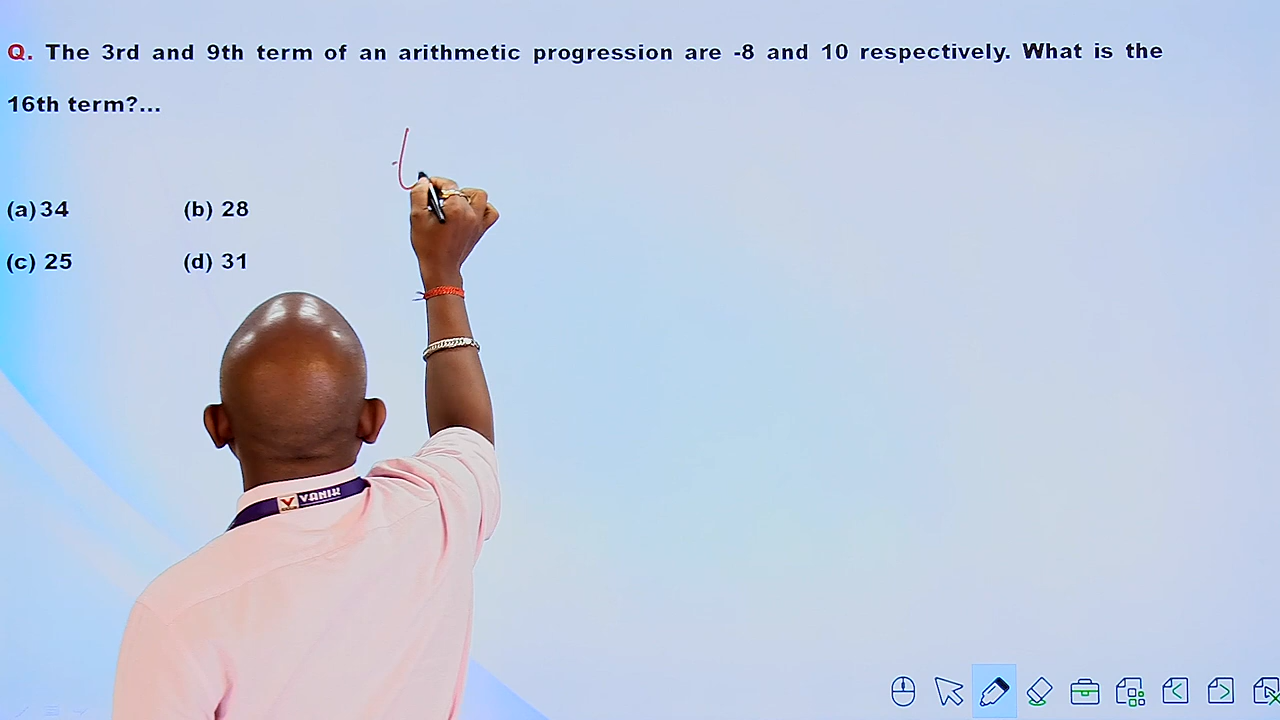 Q. The 3rd and 9th term of an arithmetic progression are -8 and 10 respectively. What is the
16th term?...
(a) 34 (b) 28
(c) 25 (d) 31
VANIK